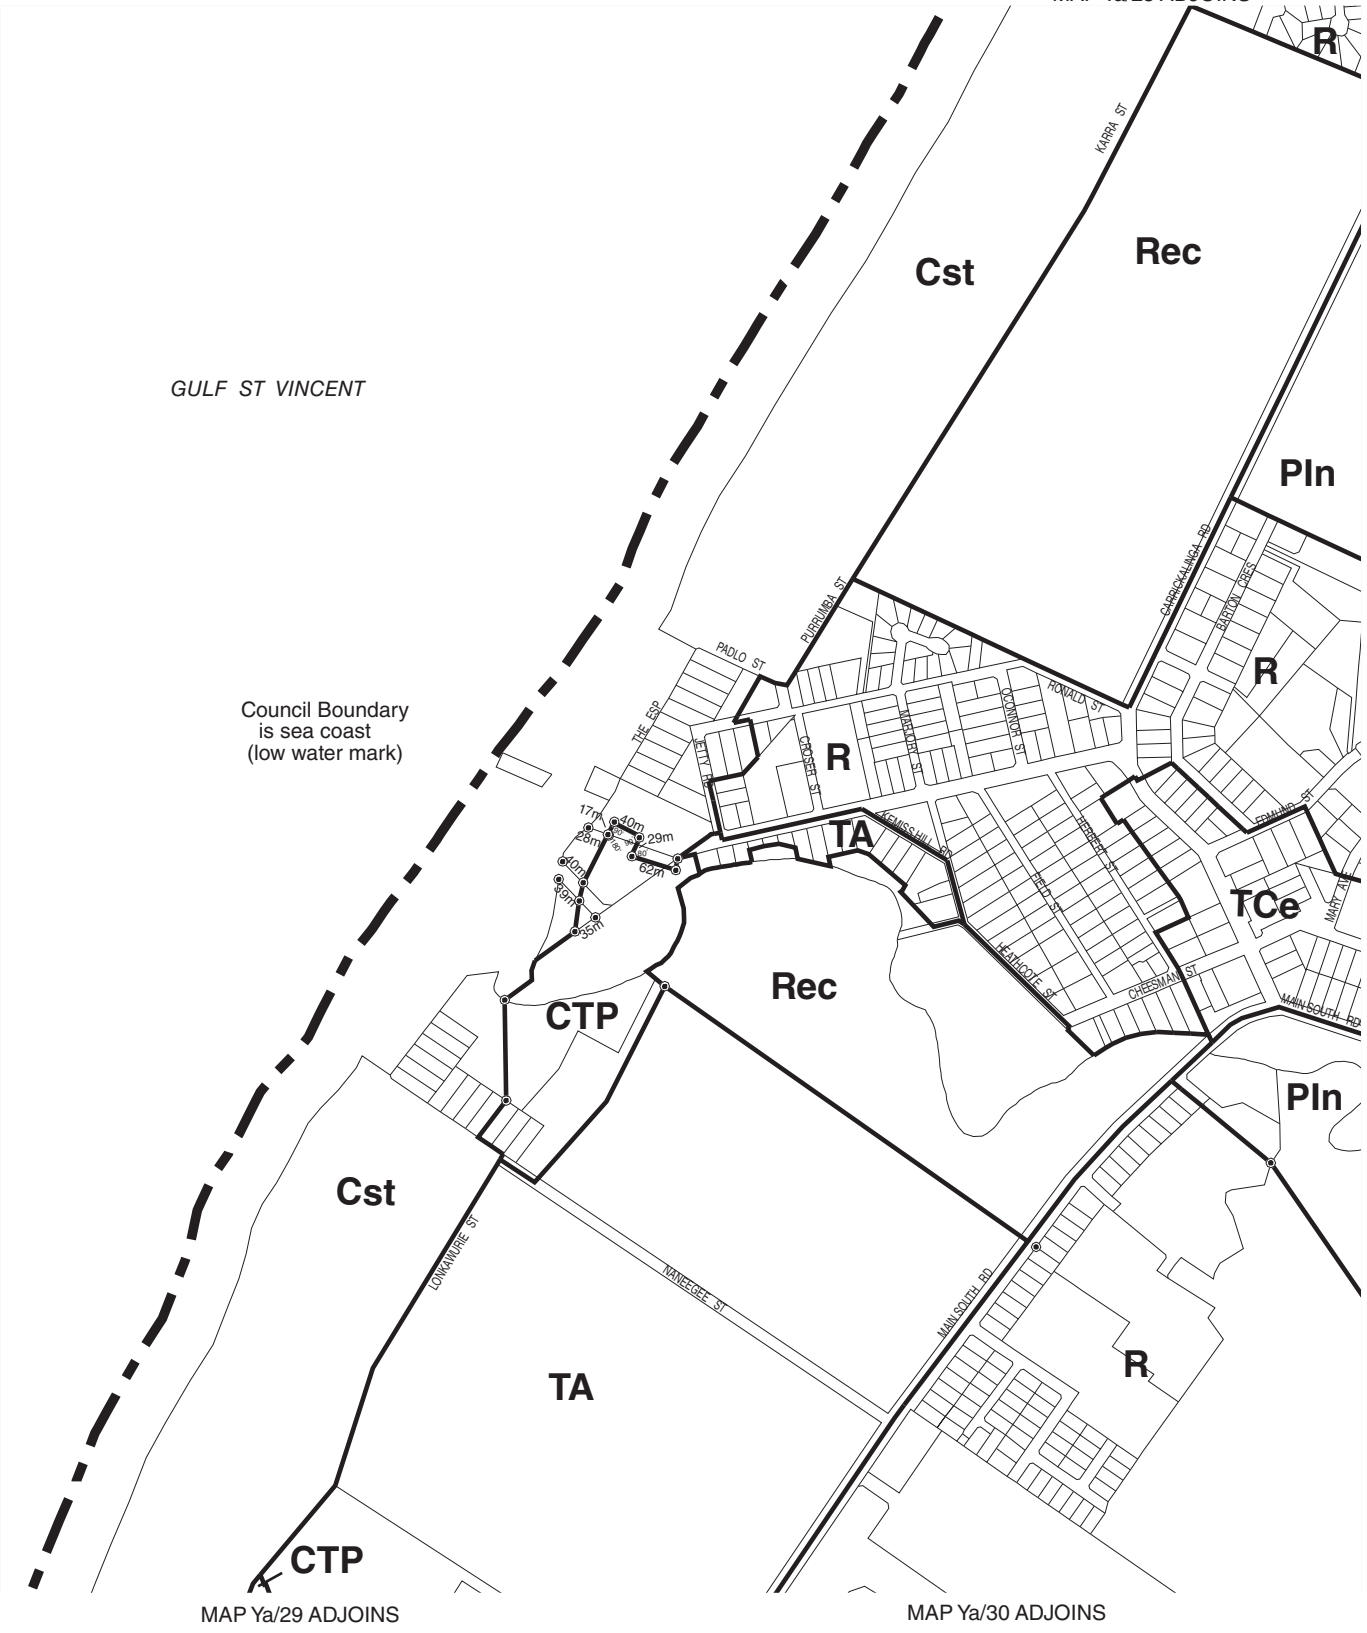 R
KARRA ST
Rec
Cst
GULF ST VINCENT
Pln
CARRICKALINGA RD
BARTON CRES
PURRUMBA ST
PADLO ST
R
RONALD ST
OCONNOR ST
MARJORY ST
THE ESP
JETTY RD
CROSER ST
R
Council Boundary
is sea coast
(low water mark)
17m
40m
28m
29m
62m
40m
39m
35m
TA
KEMISS HILL RD
HERBERT ST
EDMUND ST
FIELD ST
TCe
MARY AVE
HEATHCOTE ST
CHEESMAN ST
MAIN SOUTH RD
Rec
CTP
Pln
Cst
LONKAWURIE ST
NANEEGEE ST
MAIN SOUTH RD
R
TA
CTP
MAP Ya/29 ADJOINS
MAP Ya/30 ADJOINS